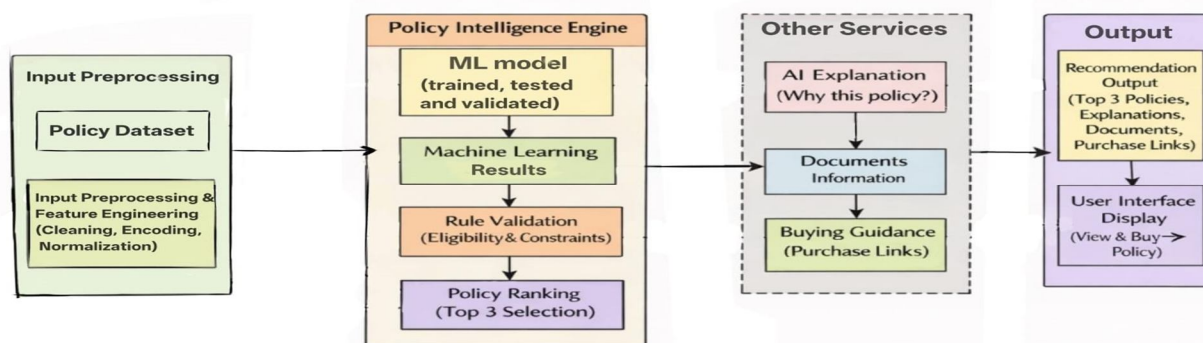 Input Preprocessing
Policy Dataset
Input Preprocessing &
Feature Engineering
(Cleaning, Encoding,
Normalization)
Policy Intelligence Engine
ML model
(trained, tested
and validated)
Machine Learning
Results
Rule Validation
(Eligibility & Constraints)
Policy Ranking
(Top 3 Selection)
Other Services
AI Explanation
(Why this policy?)
Documents
Information
Buying Guidance
(Purchase Links)
Output
Recommendation
Output
(Top 3 Policies,
Explanations,
Documents,
Purchase Links)
User Interface
Display
(View & Buy→
Policy)